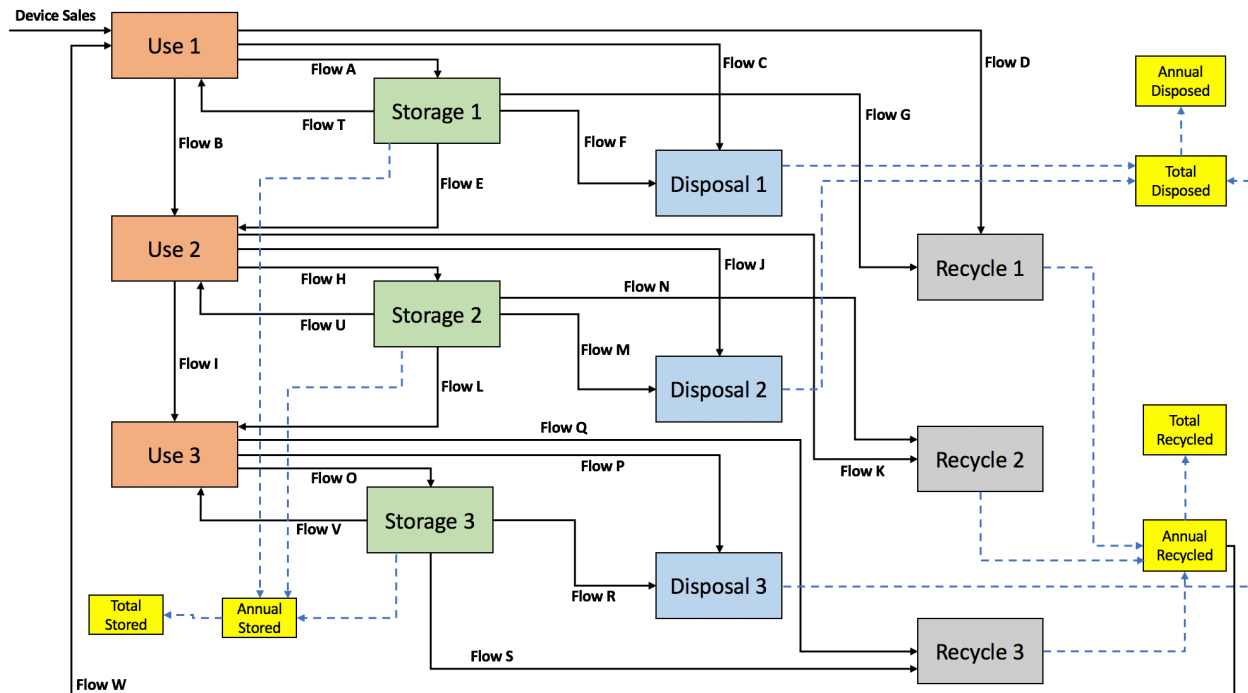 Device Sales
Use 1
Flow A
Flow C
Flow D
Annual
Disposed
Storage 1
Flow T
Flow G
Flow B
Flow F
Flow E
Disposal 1
Total
Disposed
Use 2
Flow J
Recycle 1
Flow H
Flow N
Storage 2
Flow U
Flow M
Flow I
Flow L
Disposal 2
Total
Recycled
Flow Q
Use 3
Flow P
Flow K
Recycle 2
Flow O
Storage 3
Flow V
Annual
Recycled
Disposal 3
Flow R
Total
Stored
Annual
Stored
Recycle 3
Flow S
Flow W